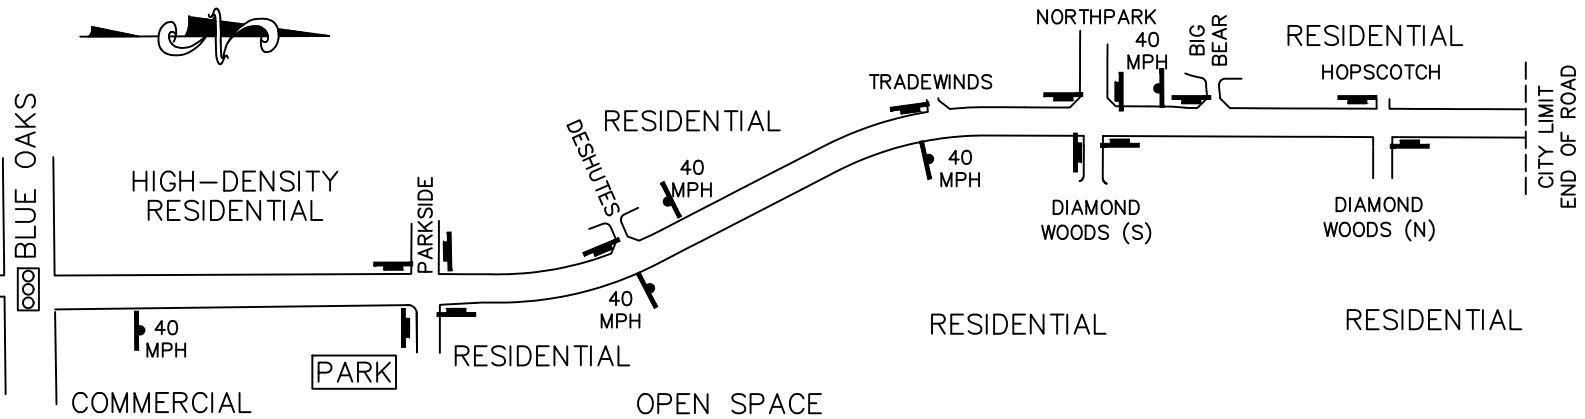 NORTHPARK
40
MPH
BIG
BEAR
RESIDENTIAL
HOPSCOTCH
TRADEWINDS
CITY LIMIT
END OF ROAD
BLUE OAKS
RESIDENTIAL
DESHUTES
HIGH-DENSITY
RESIDENTIAL
PARKSIDE
40
MPH
40
MPH
DIAMOND
WOODS (S)
DIAMOND
WOODS (N)
40
MPH
40
MPH
RESIDENTIAL
RESIDENTIAL
RESIDENTIAL
PARK
COMMERCIAL
OPEN SPACE